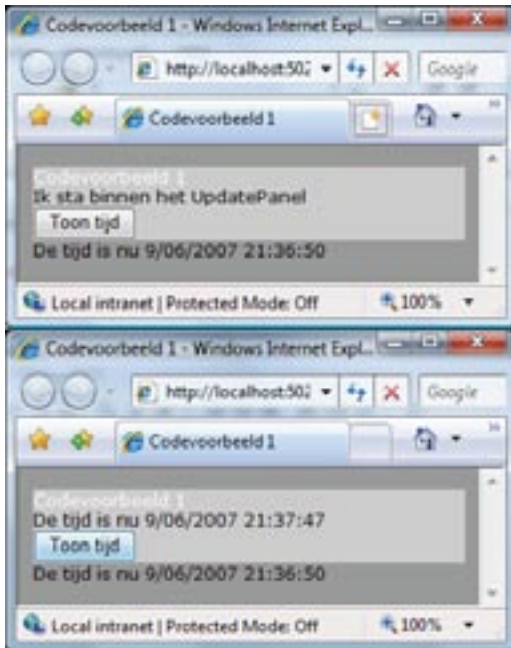 Codevoorbeeld 1 - Windows Internet Expl...
http://localhost:502
Google
Codevoorbeeld 1
Codevoorbeeld 1
Ik sta binnen het UpdatePanel
Toon tijd
De tijd is nu 9/06/2007 21:36:50
Local intranet | Protected Mode: Off
100%
Codevoorbeeld 1 - Windows Internet Expl...
http://localhost:502
Google
Codevoorbeeld 1
Codevoorbeeld 1
De tijd is nu 9/06/2007 21:37:47
Toon tijd
De tijd is nu 9/06/2007 21:36:50
Local intranet | Protected Mode: Off
100%